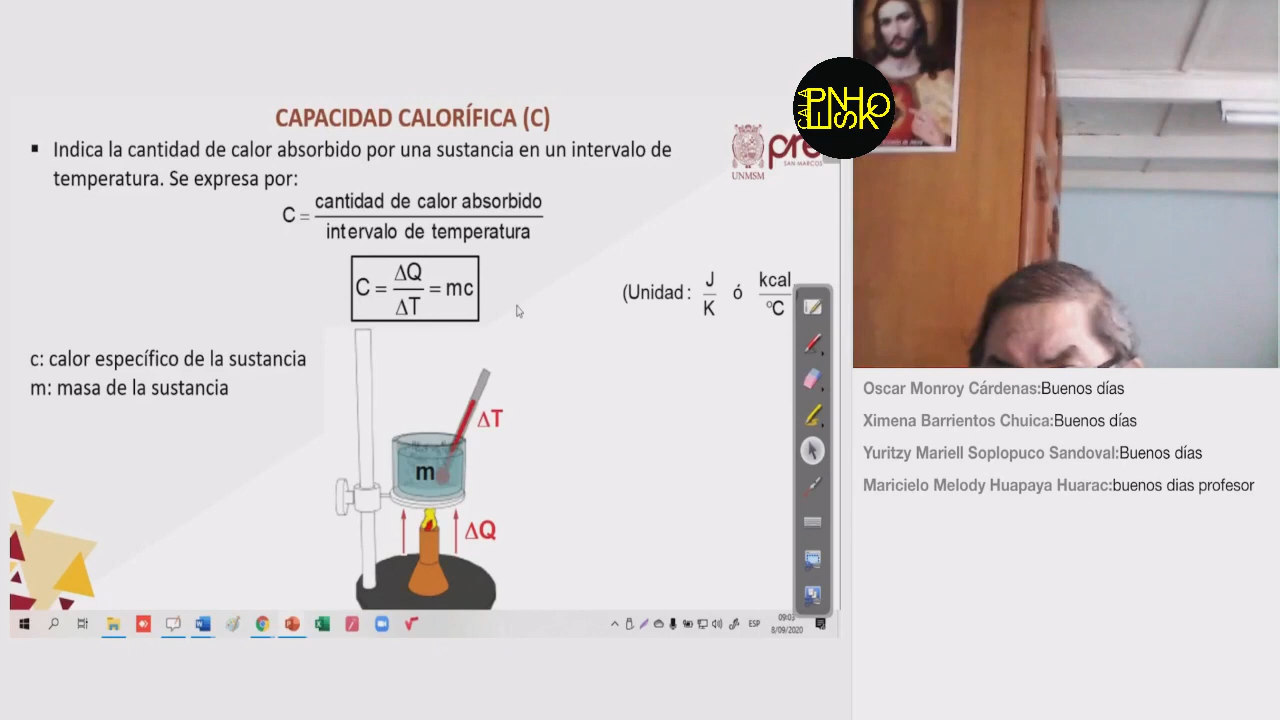 CAPACIDAD CALORÍFICA (C)
▪ Indica la cantidad de calor absorbido por una sustancia en un intervalo de
temperatura. Se expresa por:
C = cantidad de calor absorbido / intervalo de temperatura
C = ΔQ / ΔT = mc
(Unidad: J / K ó kcal / °C
c: calor específico de la sustancia
m: masa de la sustancia
ΔT
m
ΔQ
UNMSM
pre
SAN MARCOS
CALA
ESP
09:03
8/09/2020
Oscar Monroy Cárdenas:Buenos días
Ximena Barrientos Chuica:Buenos días
Yuritzy Mariell Soplopuco Sandoval:Buenos días
Maricielo Melody Huapaya Huarac:buenos dias profesor